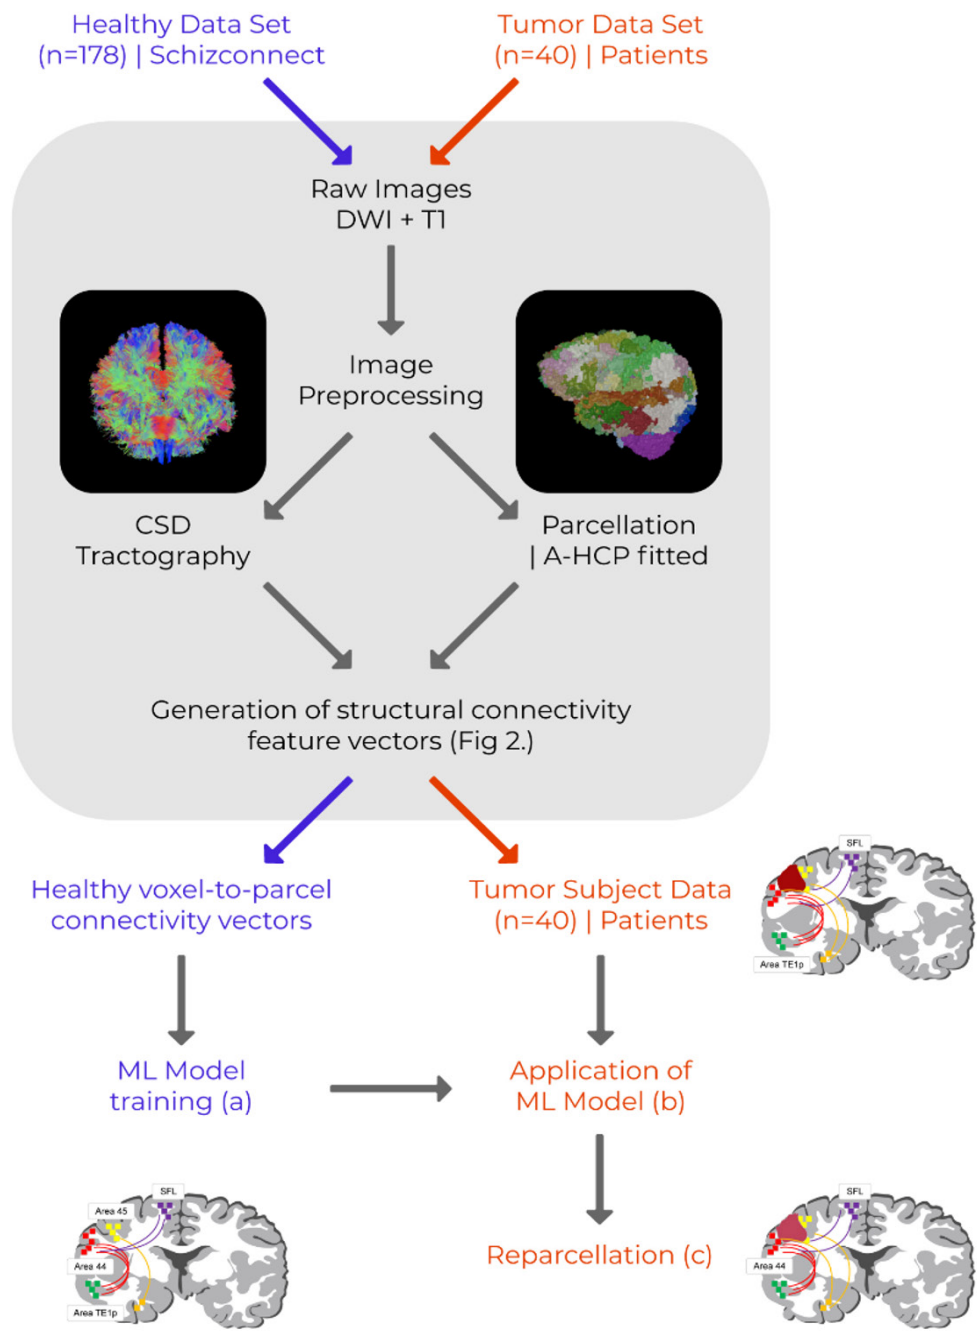 Healthy Data Set
(n=178) | Schizconnect
Tumor Data Set
(n=40) | Patients
Raw Images
DWI + T1
Image
Preprocessing
CSD
Tractography
Parcellation
| A-HCP fitted
Generation of structural connectivity
feature vectors (Fig 2.)
Healthy voxel-to-parcel
connectivity vectors
Tumor Subject Data
(n=40) | Patients
SFL
Area TE1p
ML Model
training (a)
Application of
ML Model (b)
SFL
Area 45
Area 44
Area TE1p
Reparcellation (c)
SFL
Area 44